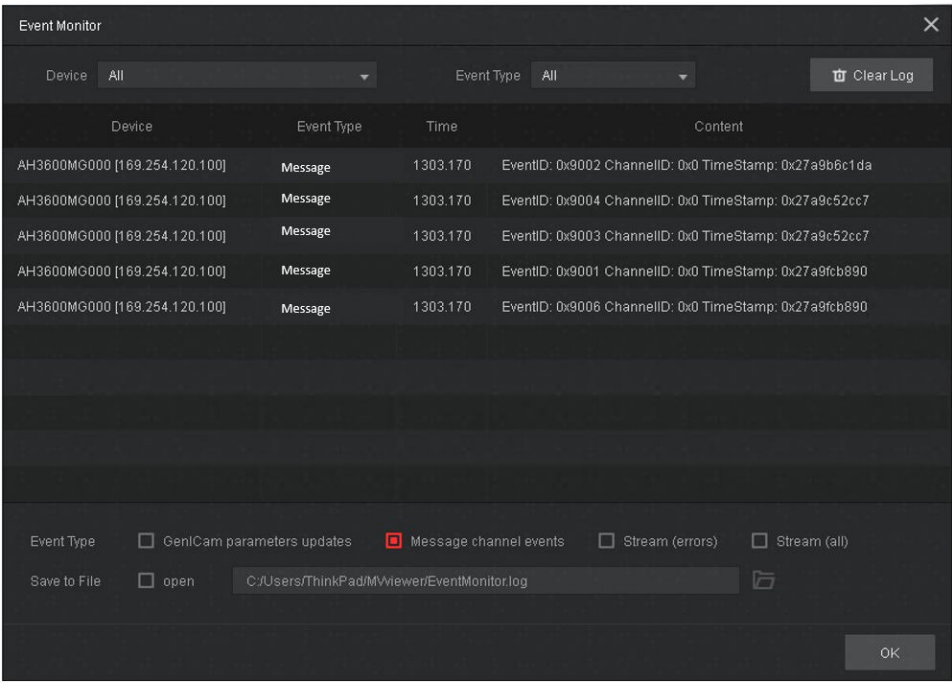 Event Monitor
Device All Event Type All Clear Log
Device Event Type Time Content
AH3600MG000 [169.254.120.100] Message 1303.170 EventID: 0x9002 ChannelID: 0x0 TimeStamp: 0x27a9b6c1da
AH3600MG000 [169.254.120.100] Message 1303.170 EventID: 0x9004 ChannelID: 0x0 TimeStamp: 0x27a9c52cc7
AH3600MG000 [169.254.120.100] Message 1303.170 EventID: 0x9003 ChannelID: 0x0 TimeStamp: 0x27a9c52cc7
AH3600MG000 [169.254.120.100] Message 1303.170 EventID: 0x9001 ChannelID: 0x0 TimeStamp: 0x27a9fcb890
AH3600MG000 [169.254.120.100] Message 1303.170 EventID: 0x9006 ChannelID: 0x0 TimeStamp: 0x27a9fcb890
Event Type GenICam parameters updates Message channel events Stream (errors) Stream (all)
Save to File open C:/Users/ThinkPad/MVviewer/EventMonitor.log
OK